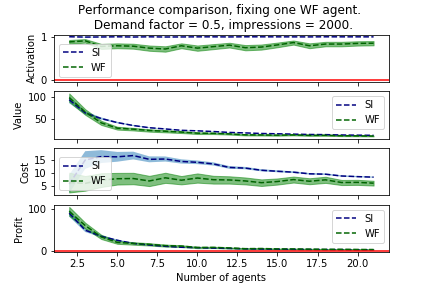 Performance comparison, fixing one WF agent.
Demand factor = 0.5, impressions = 2000.
Activation
1
0
SI
WF
Value
100
50
SI
WF
Cost
15
10
5
SI
WF
Profit
100
0
SI
WF
2.5 5.0 7.5 10.0 12.5 15.0 17.5 20.0
Number of agents